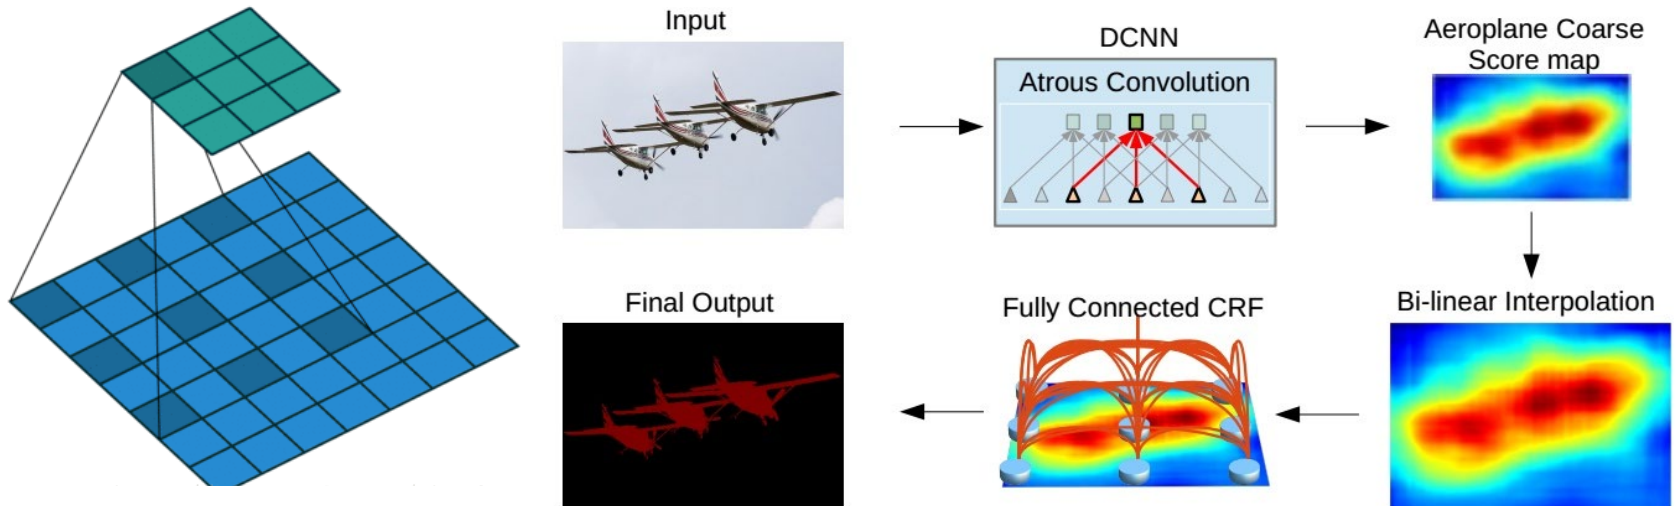 Input
DCNN
Atrous Convolution
Aeroplane Coarse
Score map
Final Output
Fully Connected CRF
Bi-linear Interpolation